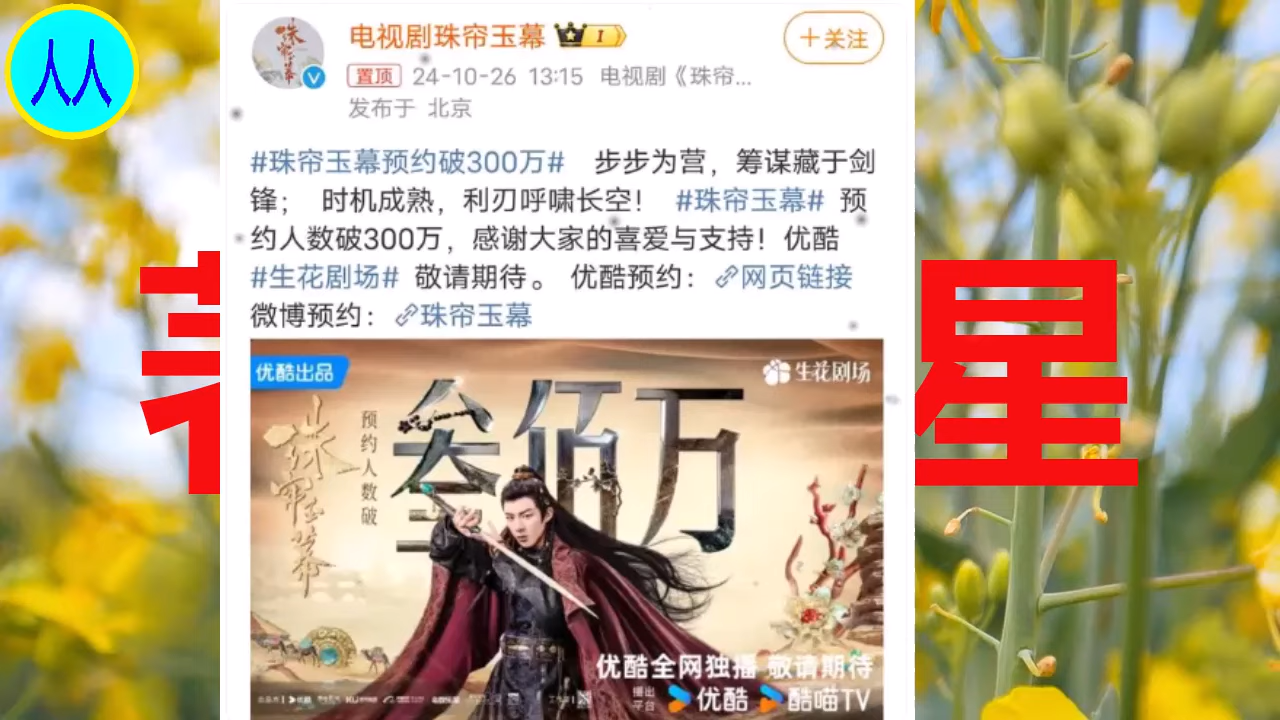 从
电视剧珠帘玉幕 I
+关注
置顶 24-10-26 13:15 电视剧《珠帘...
发布于 北京
#珠帘玉幕预约破300万# 步步为营，筹谋藏于剑
锋； 时机成熟，利刃呼啸长空！ #珠帘玉幕# 预
约人数破300万，感谢大家的喜爱与支持！优酷
#生花剧场# 敬请期待。 优酷预约： 网页链接
微博预约： 珠帘玉幕
星
优酷出品
生花剧场
叁佰万
预约人数破
珠帘玉幕
优酷全网独播 敬请期待
播出平台 优酷 酷喵TV